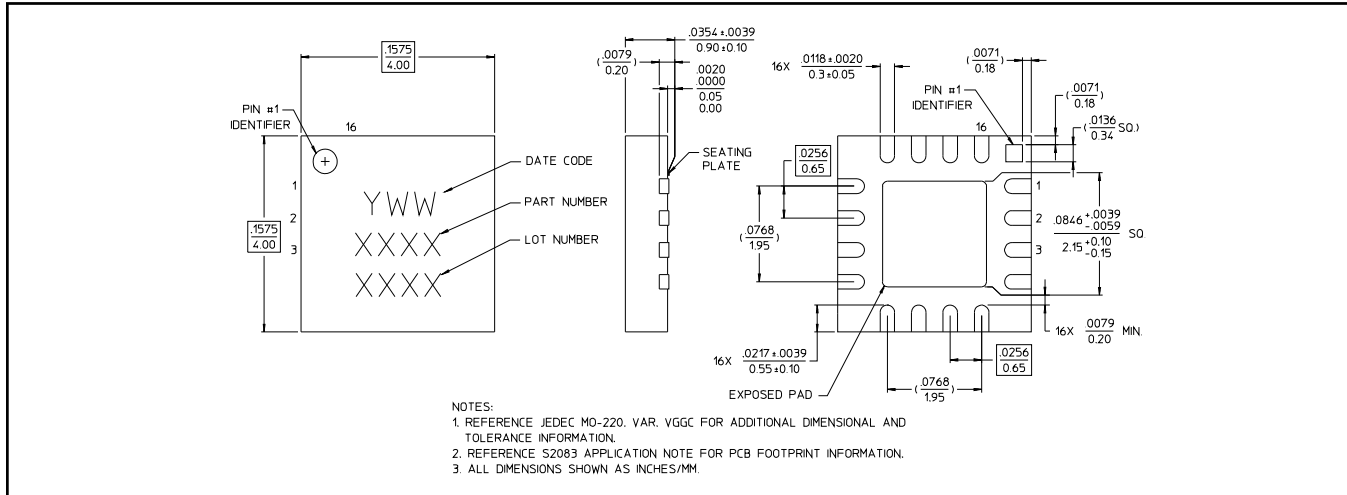 .1575
4.00
PIN #1
IDENTIFIER
16
1
2
3
.1575
4.00
YWW
XXXX
XXXX
DATE CODE
PART NUMBER
LOT NUMBER
.0354±.0039
0.90±0.10
(.0079
0.20)
.0020
.0000
0.05
0.00
SEATING
PLATE
16X .0118±.0020
0.3±0.05
(.0071
0.18)
PIN #1
IDENTIFIER
16
(.0071
0.18)
(.0136
0.34 SQ.)
.0256
0.65
(.0768
1.95)
1
2
3
.0846 +.0039
-.0059
2.15 +0.10
-0.15
SQ.
16X .0079
0.20 MIN.
16X .0217±.0039
0.55±0.10
.0256
0.65
(.0768
1.95)
EXPOSED PAD
NOTES:
1. REFERENCE JEDEC MO-220, VAR. VGGC FOR ADDITIONAL DIMENSIONAL AND
TOLERANCE INFORMATION.
2. REFERENCE S2083 APPLICATION NOTE FOR PCB FOOTPRINT INFORMATION.
3. ALL DIMENSIONS SHOWN AS INCHES/MM.